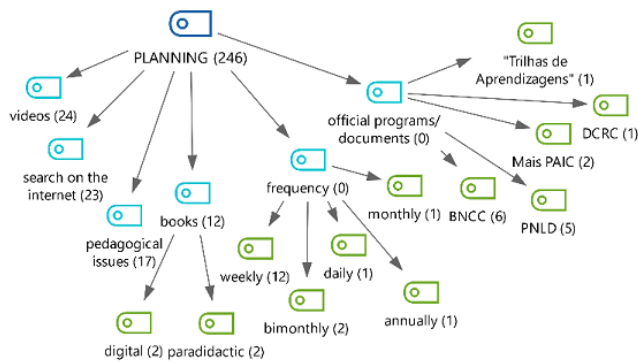 PLANNING (246)
"Trilhas de
Aprendizagens" (1)
videos (24)
official programs/
documents (0)
DCRC (1)
Mais PAIC (2)
search on the
internet (23)
frequency (0)
monthly (1)
BNCC (6)
PNLD (5)
pedagogical
issues (17)
books (12)
weekly (12)
daily (1)
bimonthly (2)
annually (1)
digital (2)
paradidactic (2)